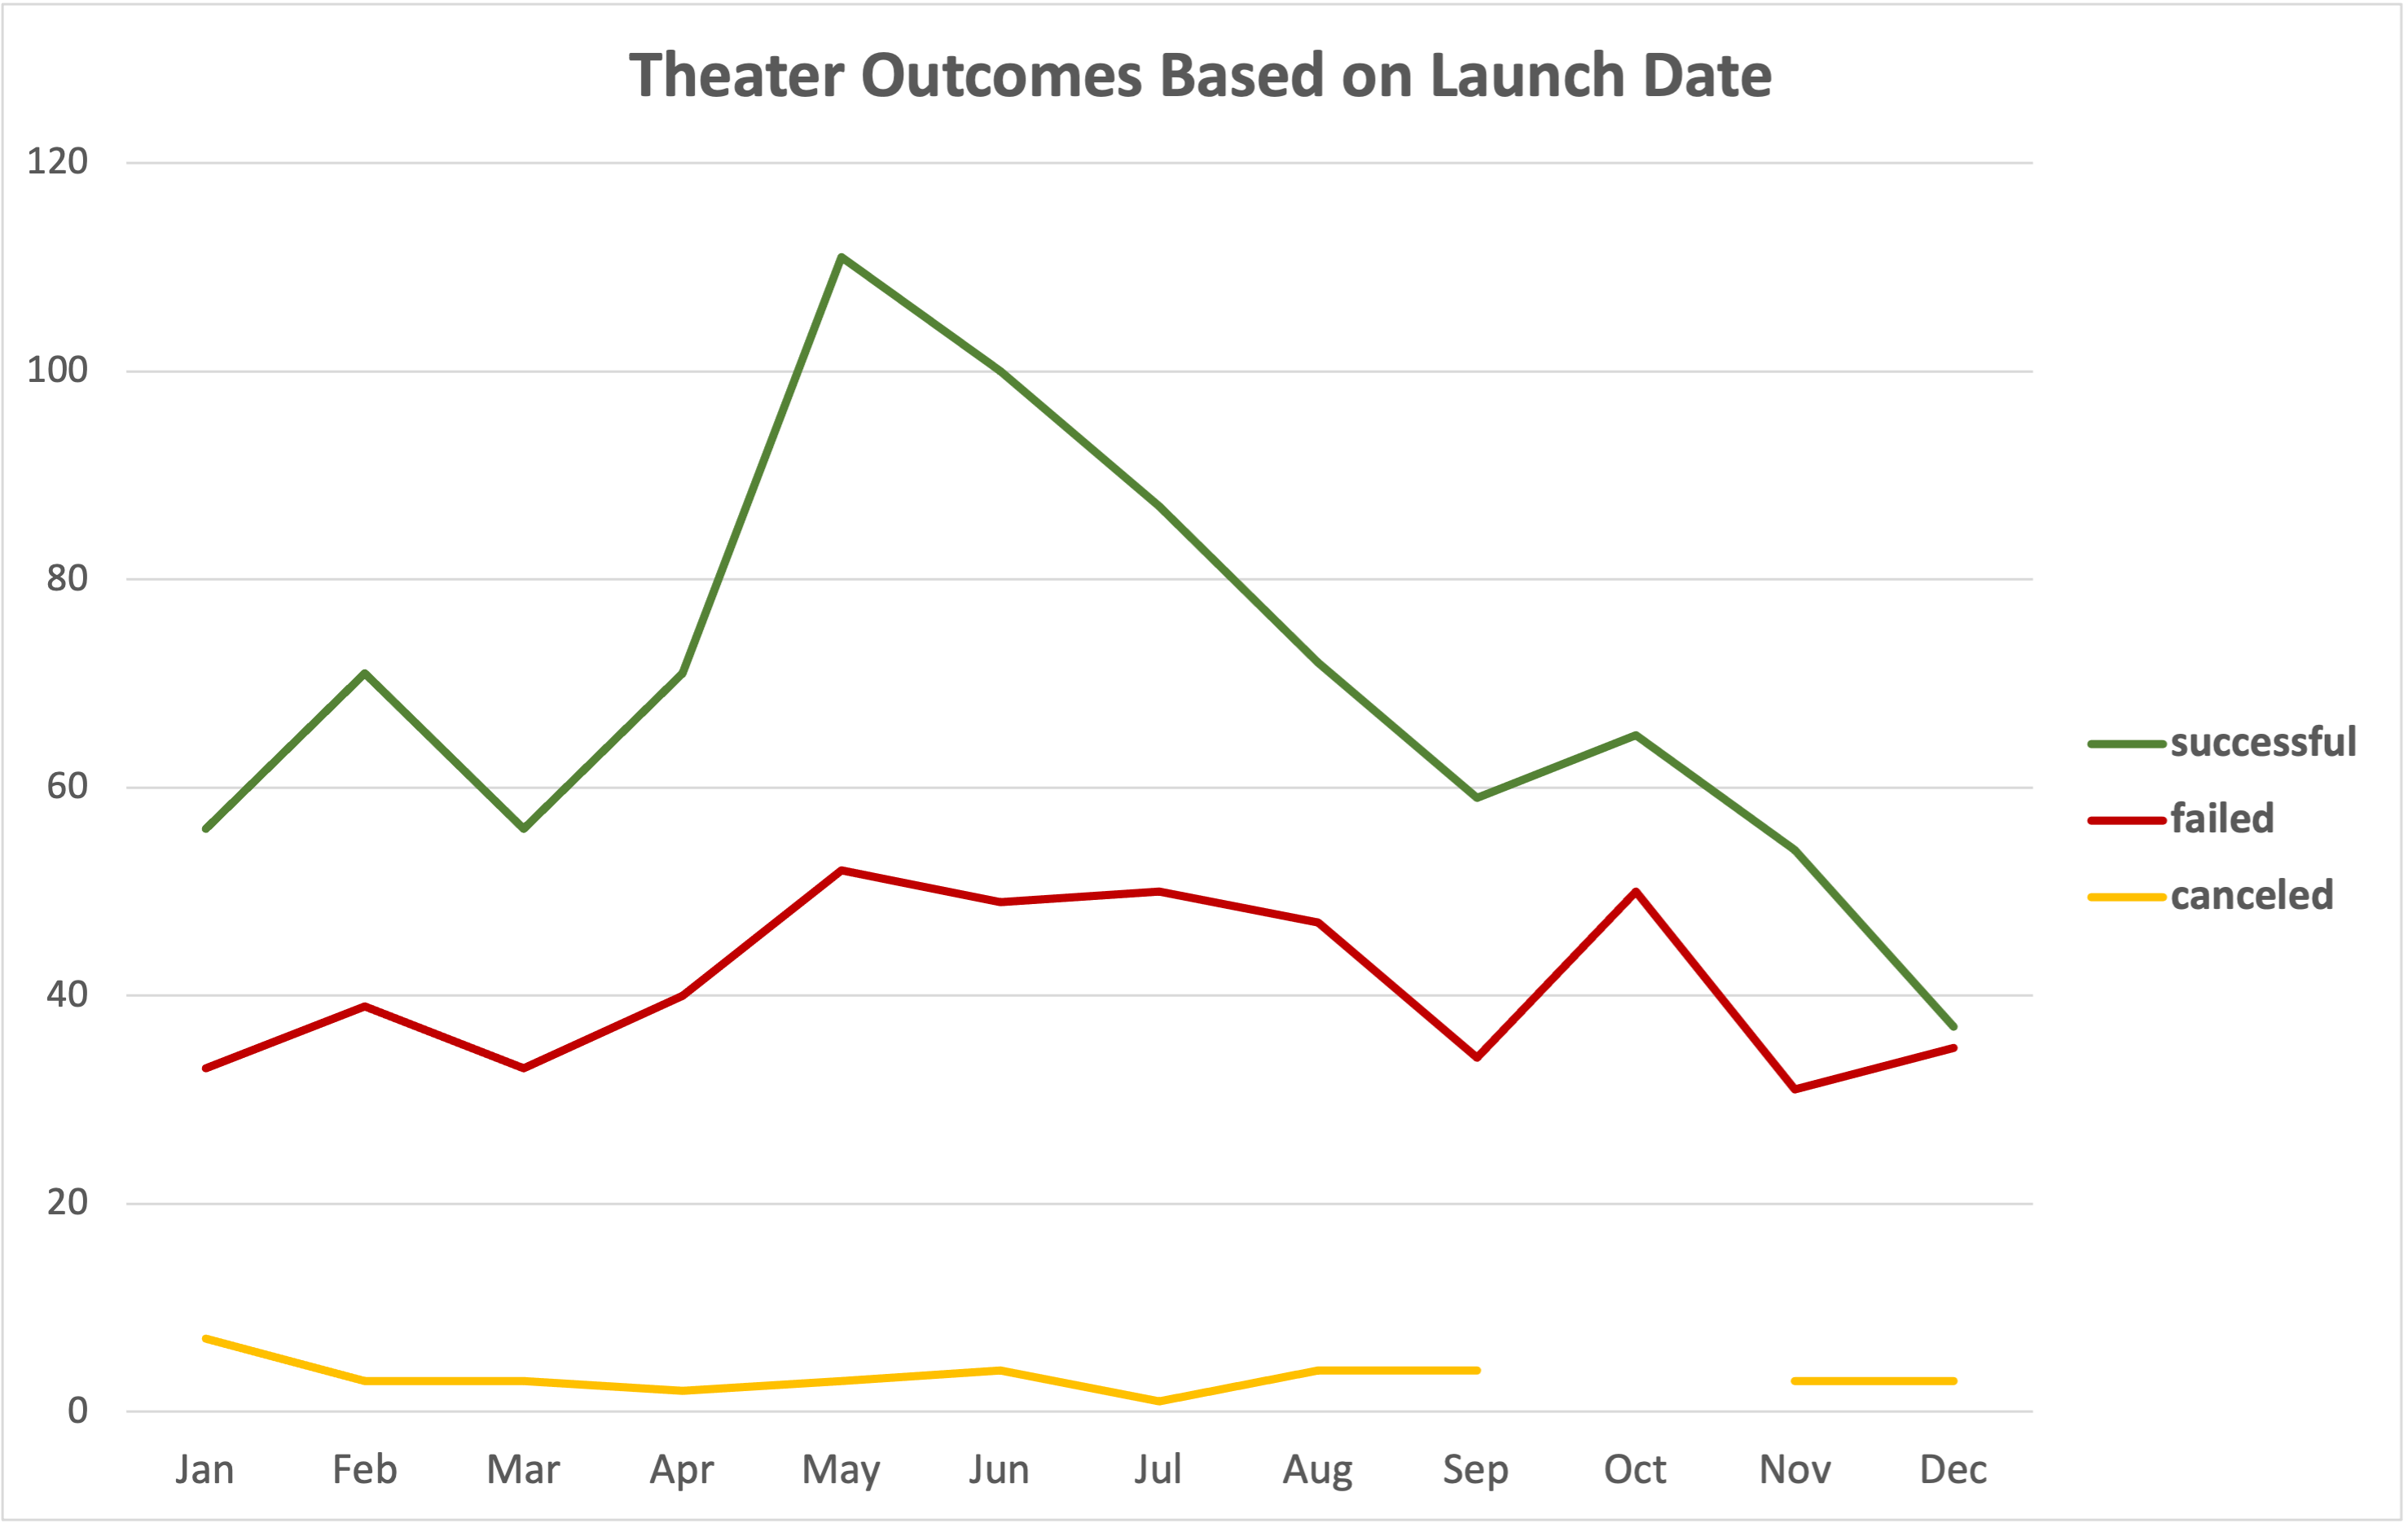 Theater Outcomes Based on Launch Date
120
100
80
60
40
20
0
Jan Feb Mar Apr May Jun Jul Aug Sep Oct Nov Dec
successful
failed
canceled